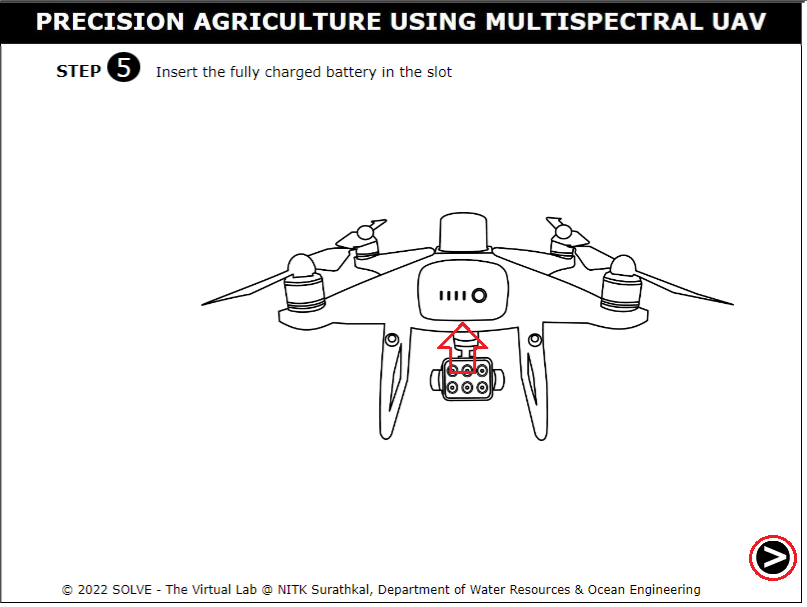 PRECISION AGRICULTURE USING MULTISPECTRAL UAV
STEP 5 Insert the fully charged battery in the slot
© 2022 SOLVE - The Virtual Lab @ NITK Surathkal, Department of Water Resources & Ocean Engineering